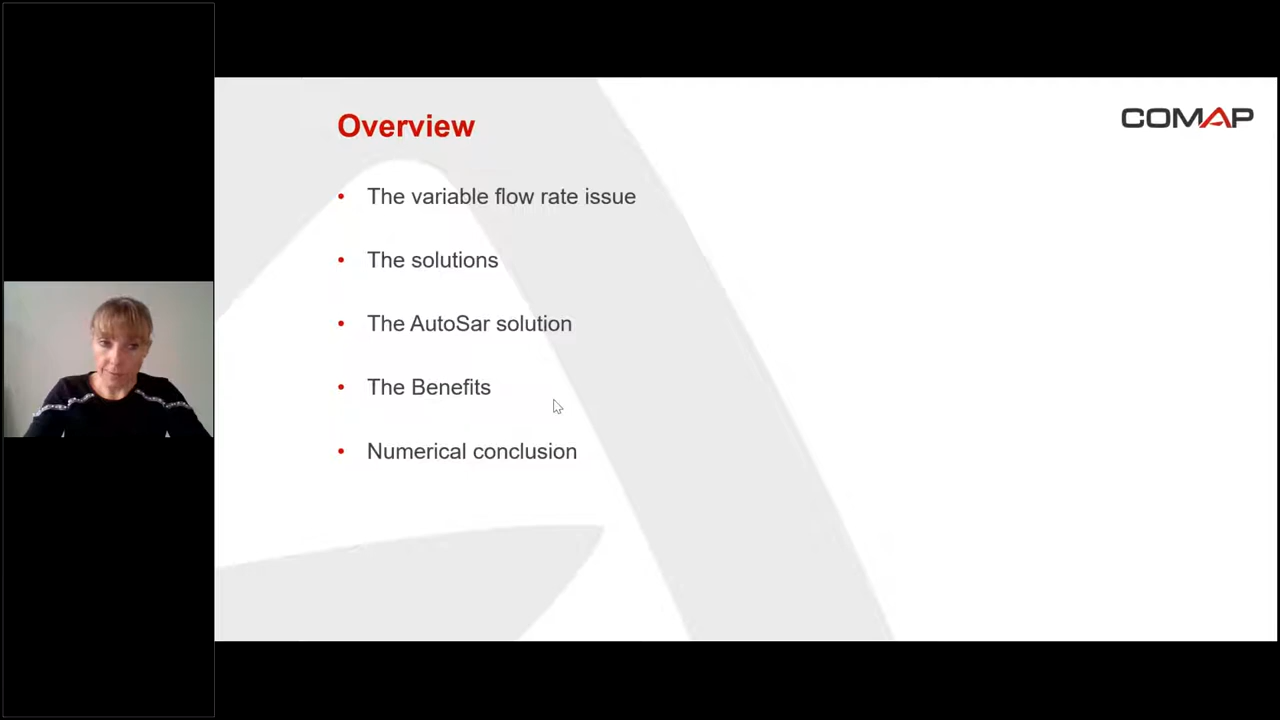 Overview
COMAP
• The variable flow rate issue
• The solutions
• The AutoSar solution
• The Benefits
• Numerical conclusion